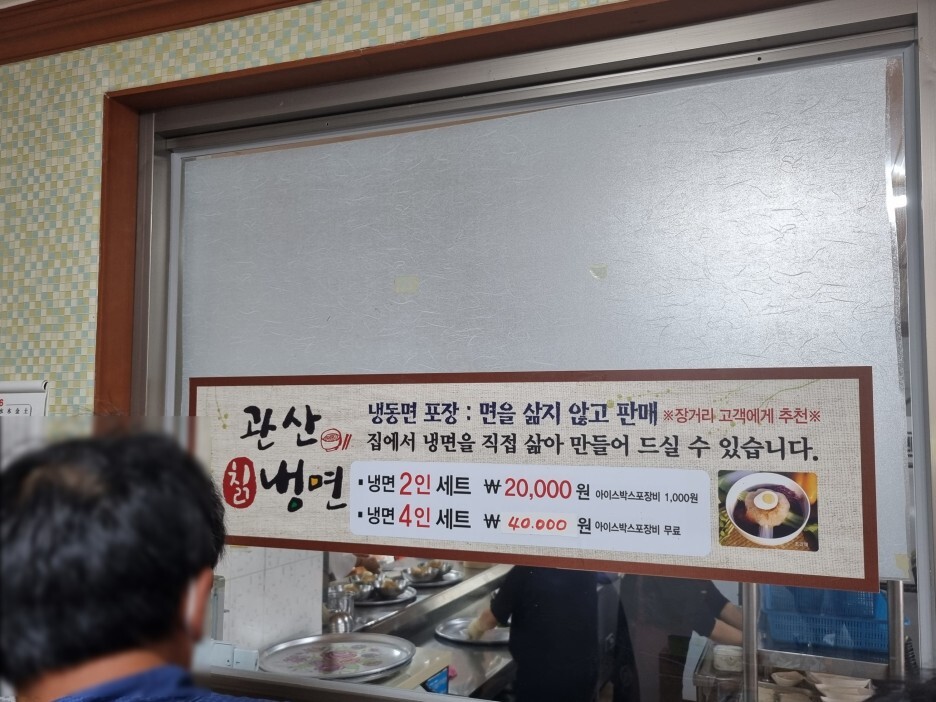 관산
칡냉면
냉동면 포장 : 면을 삶지 않고 판매 ※장거리 고객에게 추천※
집에서 냉면을 직접 삶아 만들어 드실 수 있습니다.
▪냉면 2인 세트 ₩20,000원 아이스박스포장비 1,000원
▪냉면 4인 세트 ₩ 40.000 원 아이스박스포장비 무료